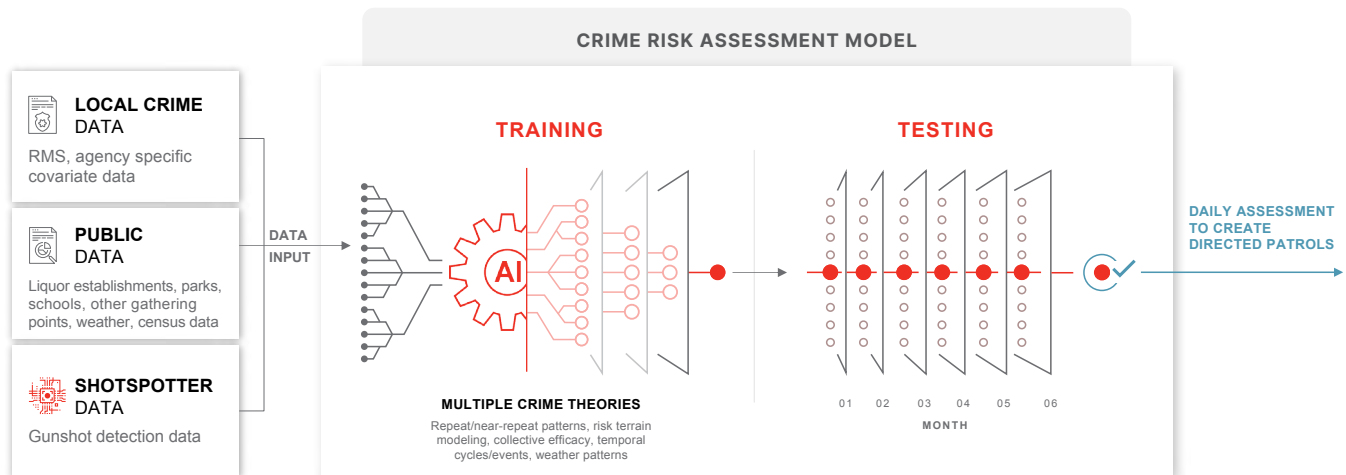 CRIME RISK ASSESSMENT MODEL
LOCAL CRIME
DATA
RMS, agency specific
covariate data
PUBLIC
DATA
Liquor establishments, parks,
schools, other gathering
points, weather, census data
SHOTSPOTTER
DATA
Gunshot detection data
DATA
INPUT
TRAINING
AI
MULTIPLE CRIME THEORIES
Repeat/near-repeat patterns, risk terrain
modeling, collective efficacy, temporal
cycles/events, weather patterns
TESTING
01 02 03 04 05 06
MONTH
DAILY ASSESSMENT
TO CREATE
DIRECTED PATROLS